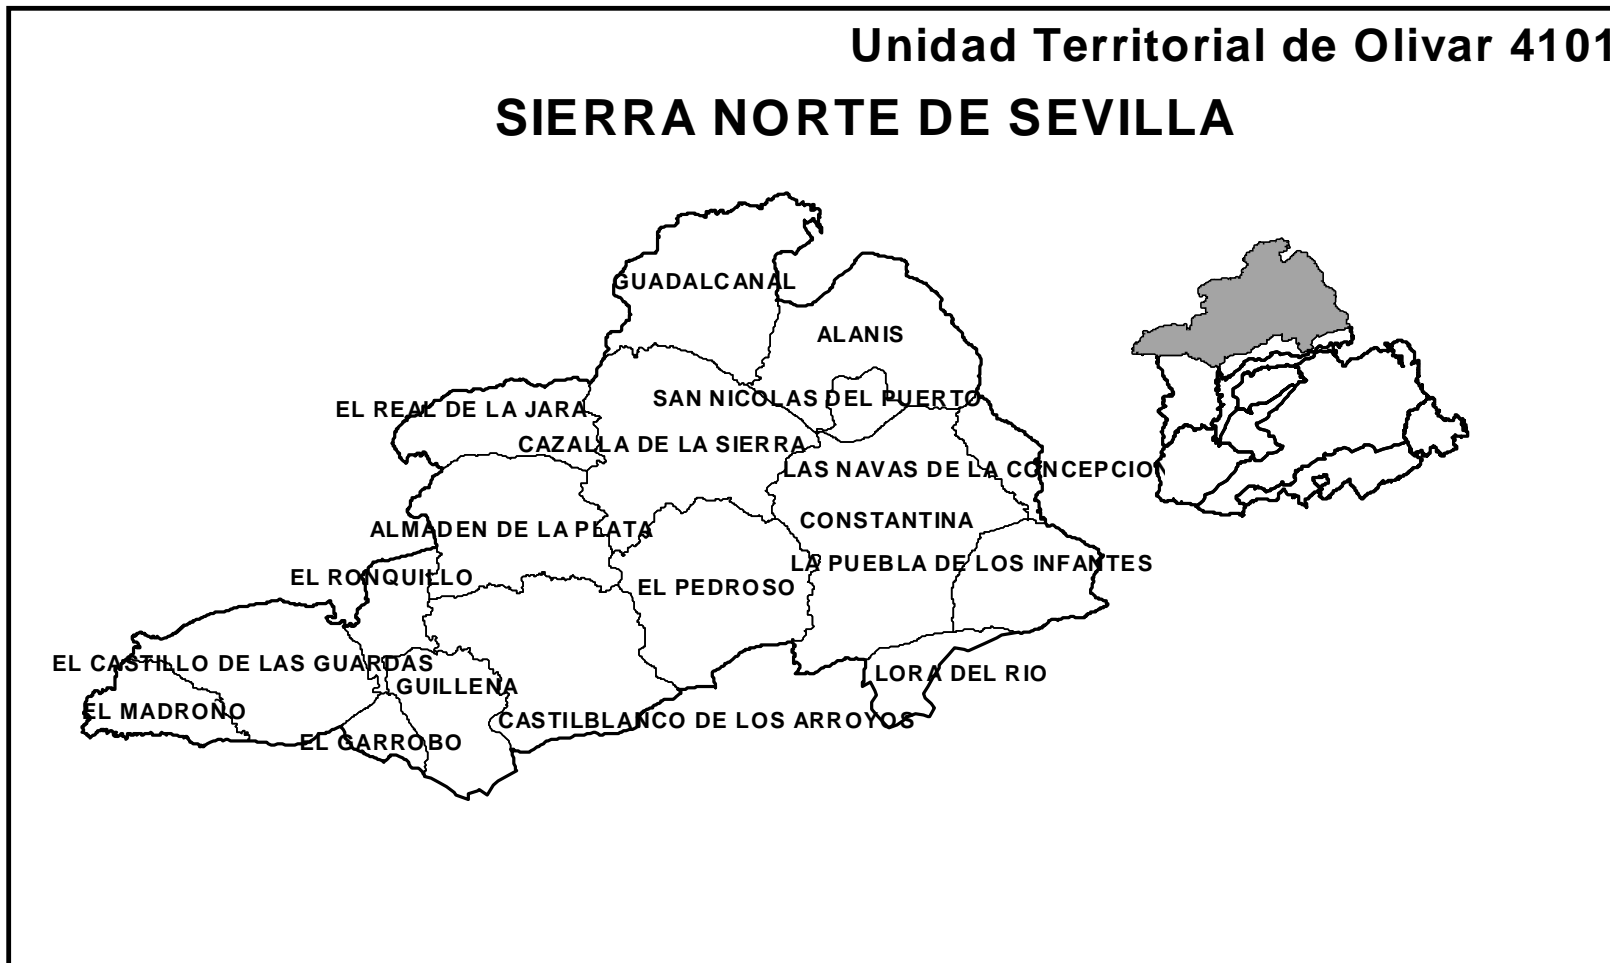 Unidad Territorial de Olivar 4101
SIERRA NORTE DE SEVILLA
GUADALCANAL
ALANIS
SAN NICOLAS DEL PUERTO
EL REAL DE LA JARA
CAZALLA DE LA SIERRA
LAS NAVAS DE LA CONCEPCION
CONSTANTINA
ALMADEN DE LA PLATA
LA PUEBLA DE LOS INFANTES
EL RONQUILLO
EL PEDROSO
EL CASTILLO DE LAS GUARDAS
LORA DEL RIO
GUILLENA
EL MADROÑO
CASTILBLANCO DE LOS ARROYOS
EL GARROBO